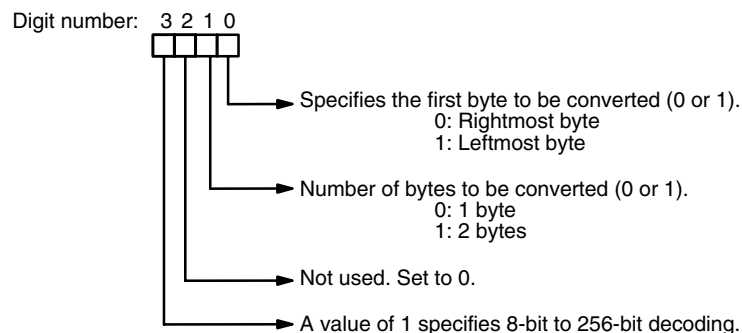 Digit number: 3 2 1 0
Specifies the first byte to be converted (0 or 1).
0: Rightmost byte
1: Leftmost byte
Number of bytes to be converted (0 or 1).
0: 1 byte
1: 2 bytes
Not used. Set to 0.
A value of 1 specifies 8-bit to 256-bit decoding.